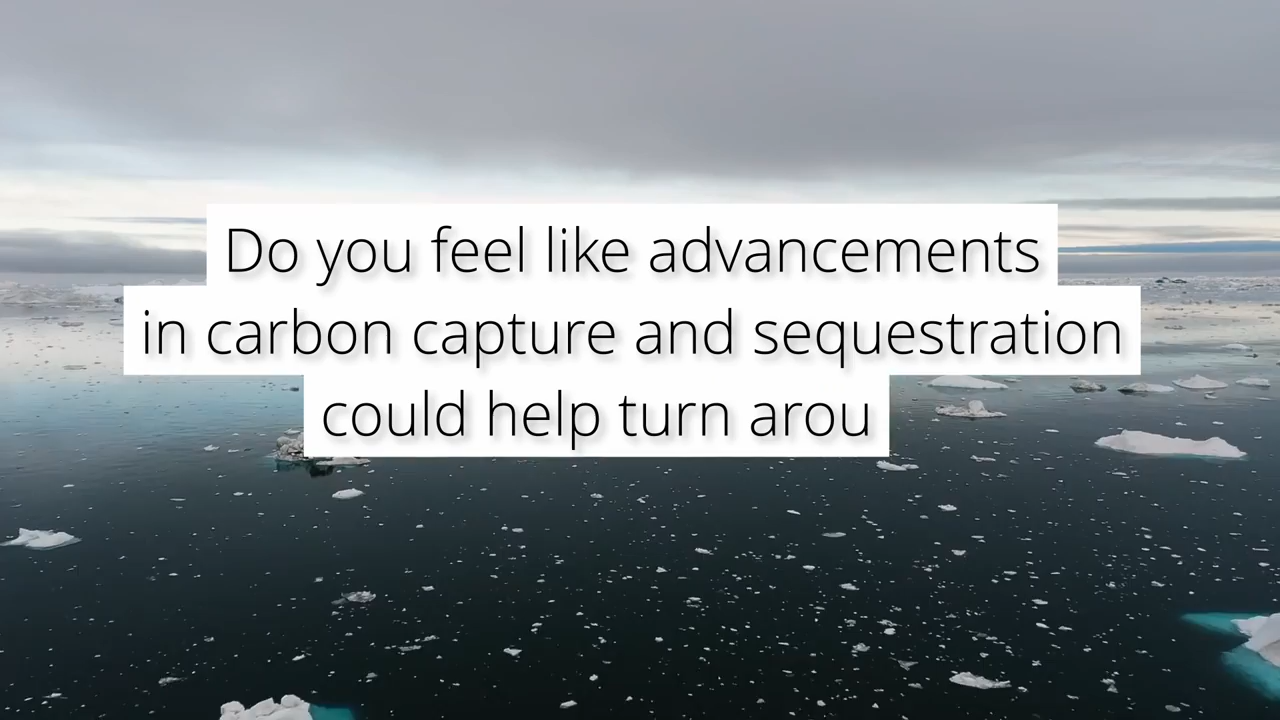 Do you feel like advancements
in carbon capture and sequestration
could help turn arou